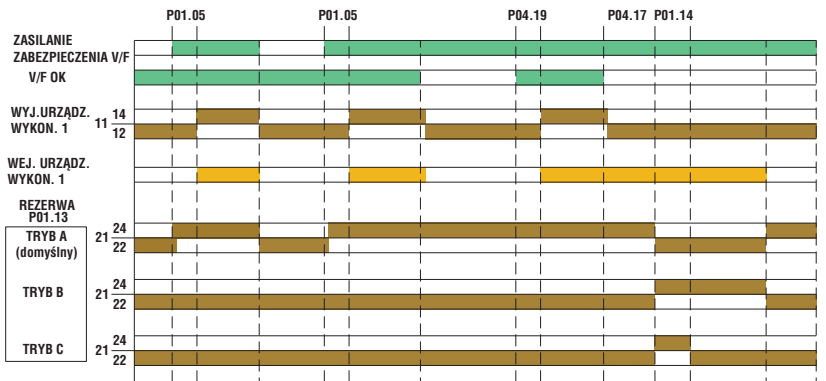 P01.05 P01.05 P04.19 P04.17 P01.14
ZASILANIE
ZABEZPIECZENIA V/F
V/F OK
WYJ.URZĄDZ.
WYKON. 1
11 14
12
WEJ. URZĄDZ.
WYKON. 1
REZERWA
P01.13
TRYB A
(domyślny)
21 24
22
TRYB B
21 24
22
TRYB C
21 24
22